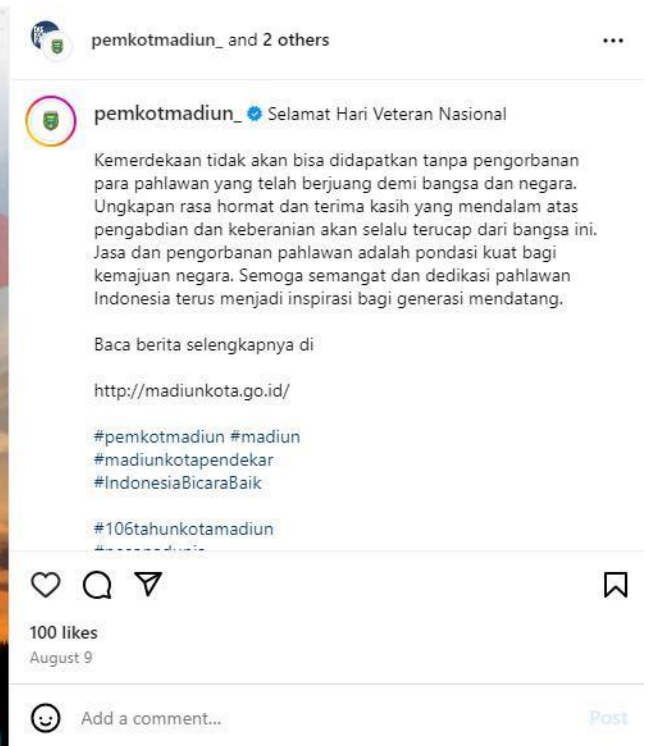 pemkotmadiun_ and 2 others
pemkotmadiun_ Selamat Hari Veteran Nasional
Kemerdekaan tidak akan bisa didapatkan tanpa pengorbanan
para pahlawan yang telah berjuang demi bangsa dan negara.
Ungkapan rasa hormat dan terima kasih yang mendalam atas
pengabdian dan keberanian akan selalu terucap dari bangsa ini.
Jasa dan pengorbanan pahlawan adalah pondasi kuat bagi
kemajuan negara. Semoga semangat dan dedikasi pahlawan
Indonesia terus menjadi inspirasi bagi generasi mendatang.
Baca berita selengkapnya di
http://madiunkota.go.id/
#pemkotmadiun #madiun
#madiunkotapendekar
#IndonesiaBicaraBaik
#106tahunkotamadiun
100 likes
August 9
Add a comment...
Post